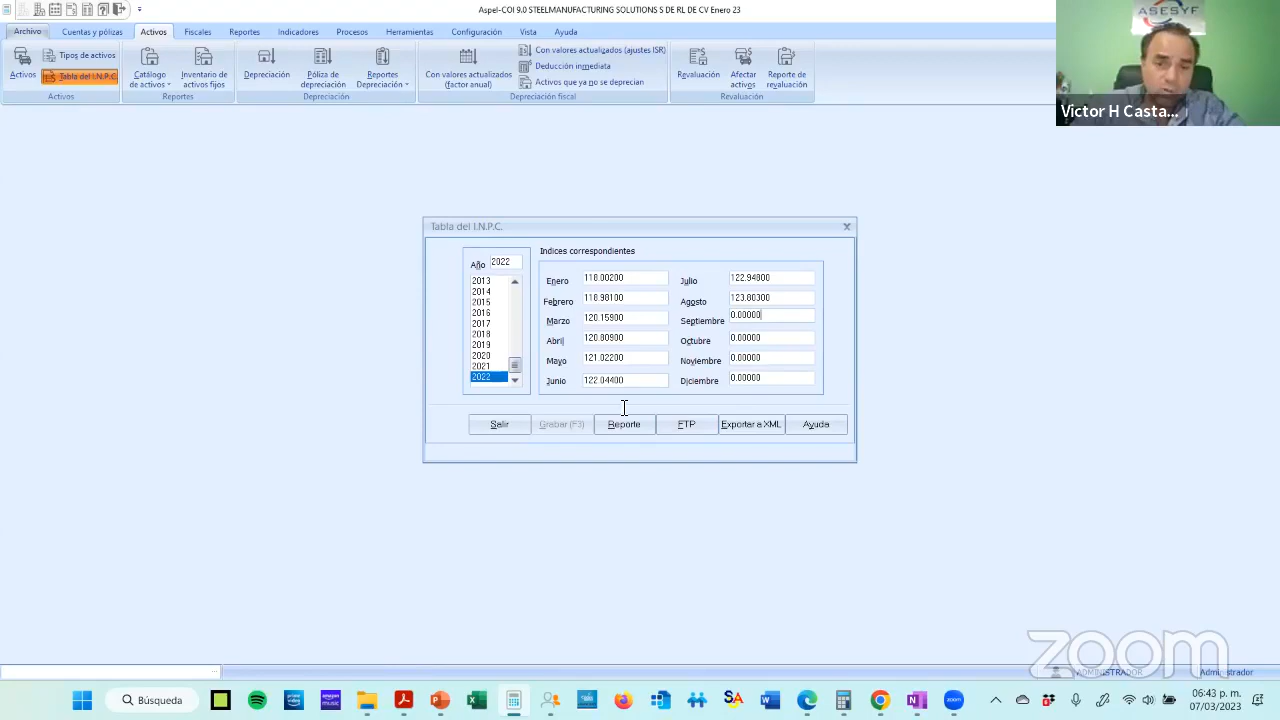 Aspel-COI 9.0 STEELMANUFACTURING SOLUTIONS S DE RL DE CV Enero 23
Archivo
Cuentas y pólizas
Activos
Fiscales
Reportes
Indicadores
Procesos
Herramientas
Configuración
Vista
Ayuda
Activos
Tipos de activos
Tabla del I.N.P.C.
Activos
Catálogo
de activos
Inventario de
activos fijos
Reportes
Depreciación
Póliza de
depreciación
Reportes
Depreciación
Depreciación
Con valores actualizados
(factor anual)
Con valores actualizados (ajustes ISR)
Deducción inmediata
Activos que ya no se deprecian
Depreciación fiscal
Revaluación
Afectar
activos
Reporte de
revaluación
Revaluación
ASESYF
Victor H Casta...
Tabla del I.N.P.C.
Año 2022
2013
2014
2015
2016
2017
2018
2019
2020
2021
2022
Indices correspondientes
Enero 118.00200
Febrero 118.98100
Marzo 120.15900
Abril 120.80900
Mayo 121.02200
Junio 122.04400
Julio 122.94800
Agosto 123.80300
Septiembre 0.00000
Octubre 0.00000
Noviembre 0.00000
Diciembre 0.00000
Salir
Grabar (F3)
Reporte
FTP
Exportar a XML
Ayuda
zoom
ADMINISTRADOR
Administrador
Búsqueda
06:43 p. m.
07/03/2023